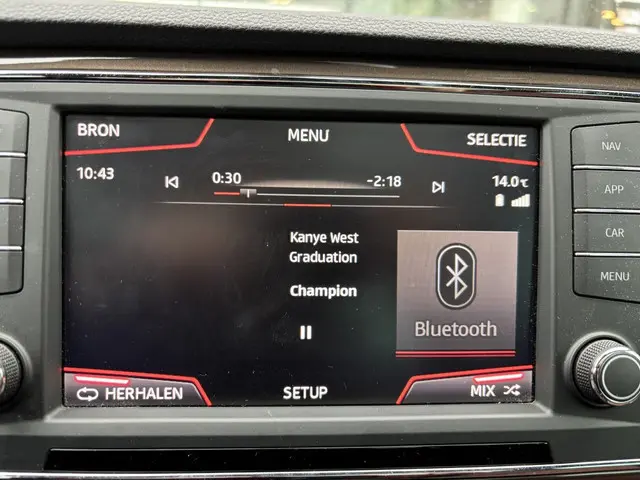 BRON
MENU
SELECTIE
10:43
0:30
-2:18
14.0℃
Kanye West
Graduation
Champion
Bluetooth
HERHALEN
SETUP
MIX
NAV
APP
CAR
MENU